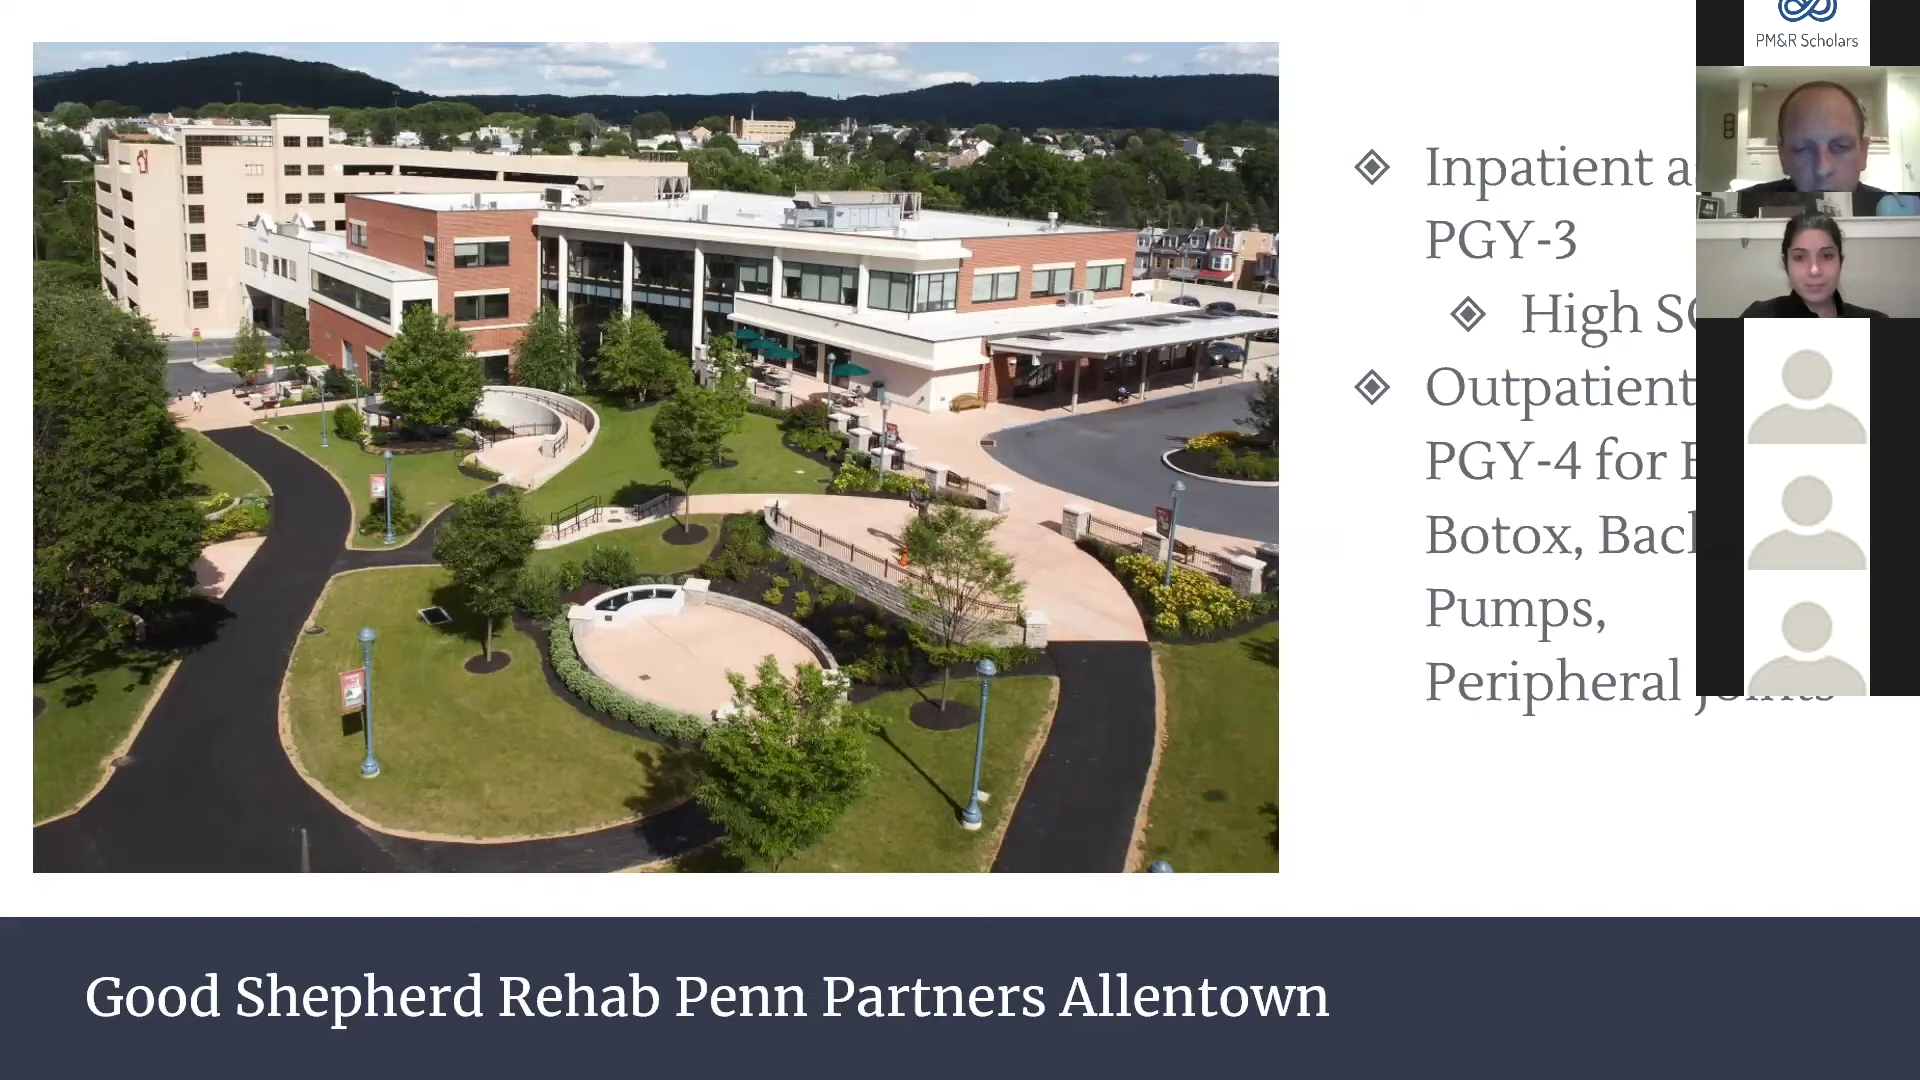 PM&R Scholars
Inpatient
PGY-3
High
Outpatient
PGY-4 for
Botox,
Pumps,
Peripheral
Good Shepherd Rehab Penn Partners Allentown